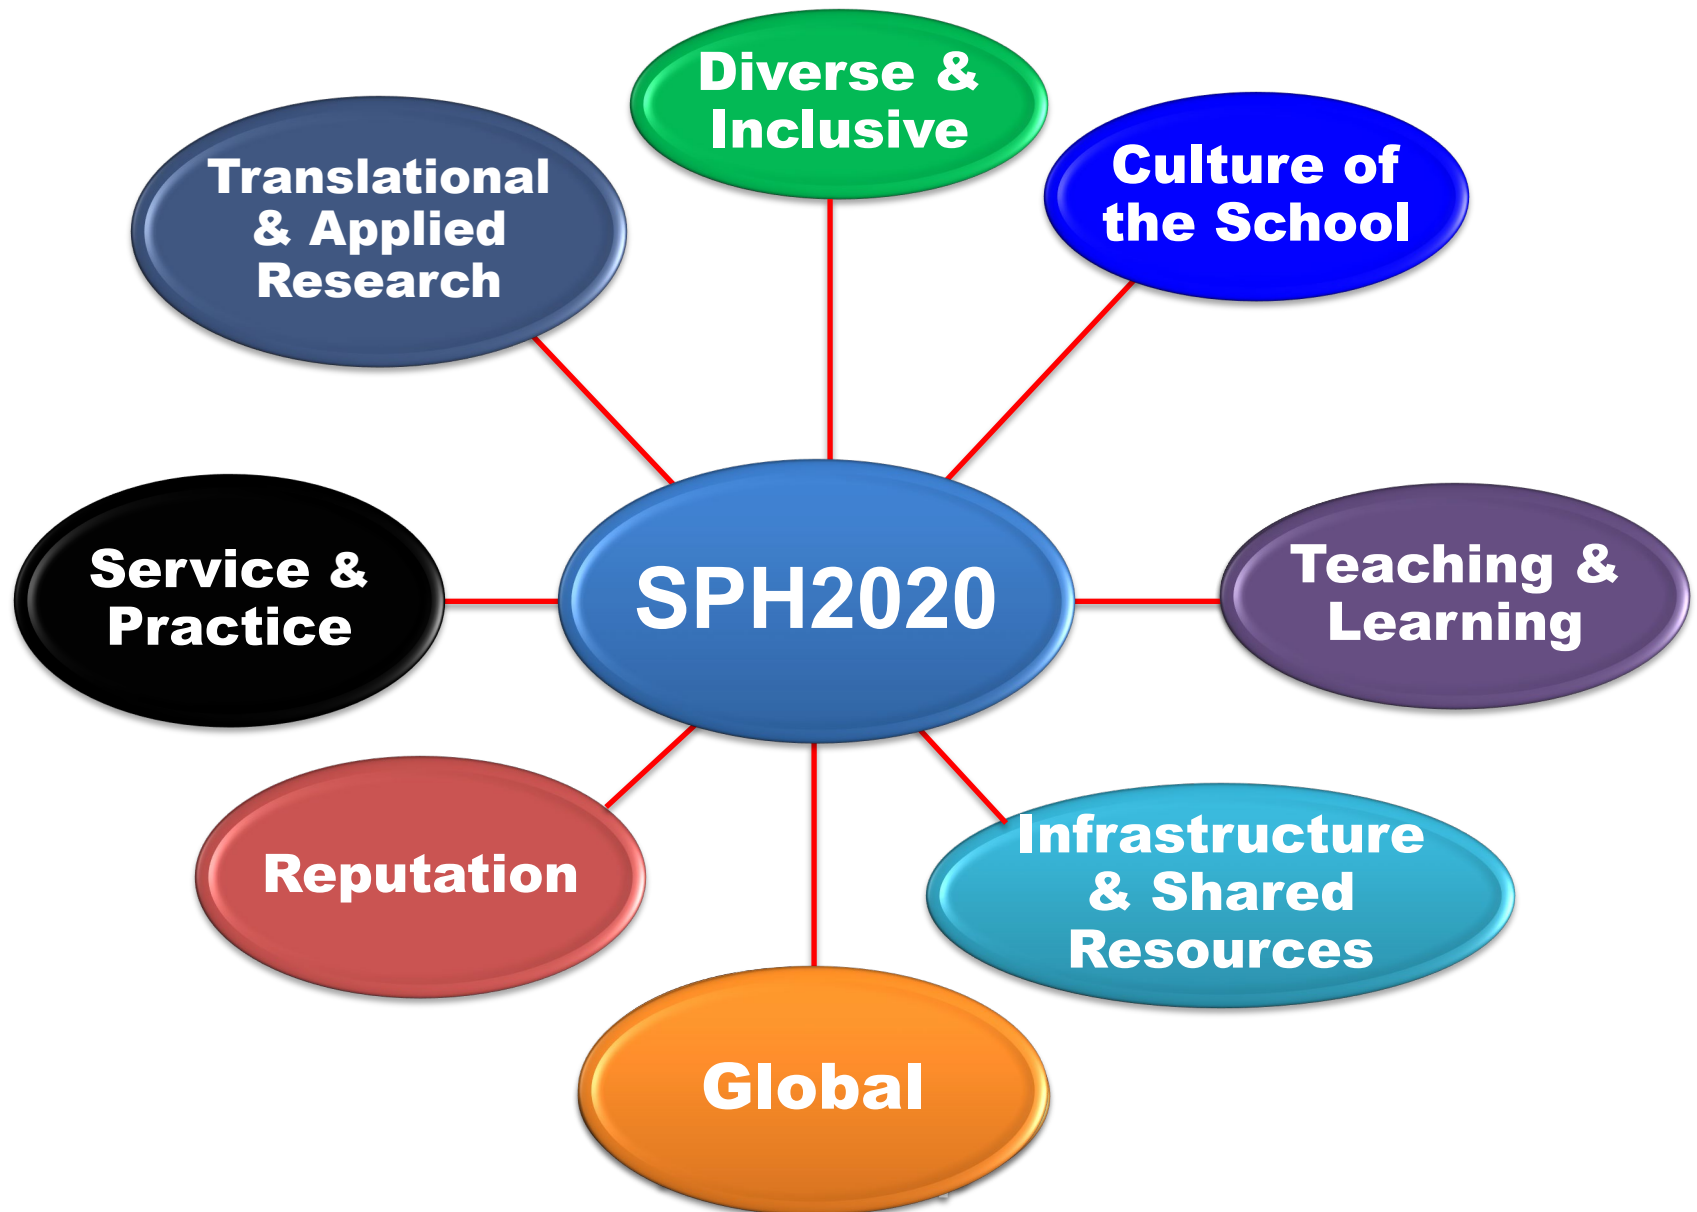 Diverse &
Inclusive
Culture of
the School
Translational
& Applied
Research
SPH2020
Service &
Practice
Teaching &
Learning
Reputation
Infrastructure
& Shared
Resources
Global